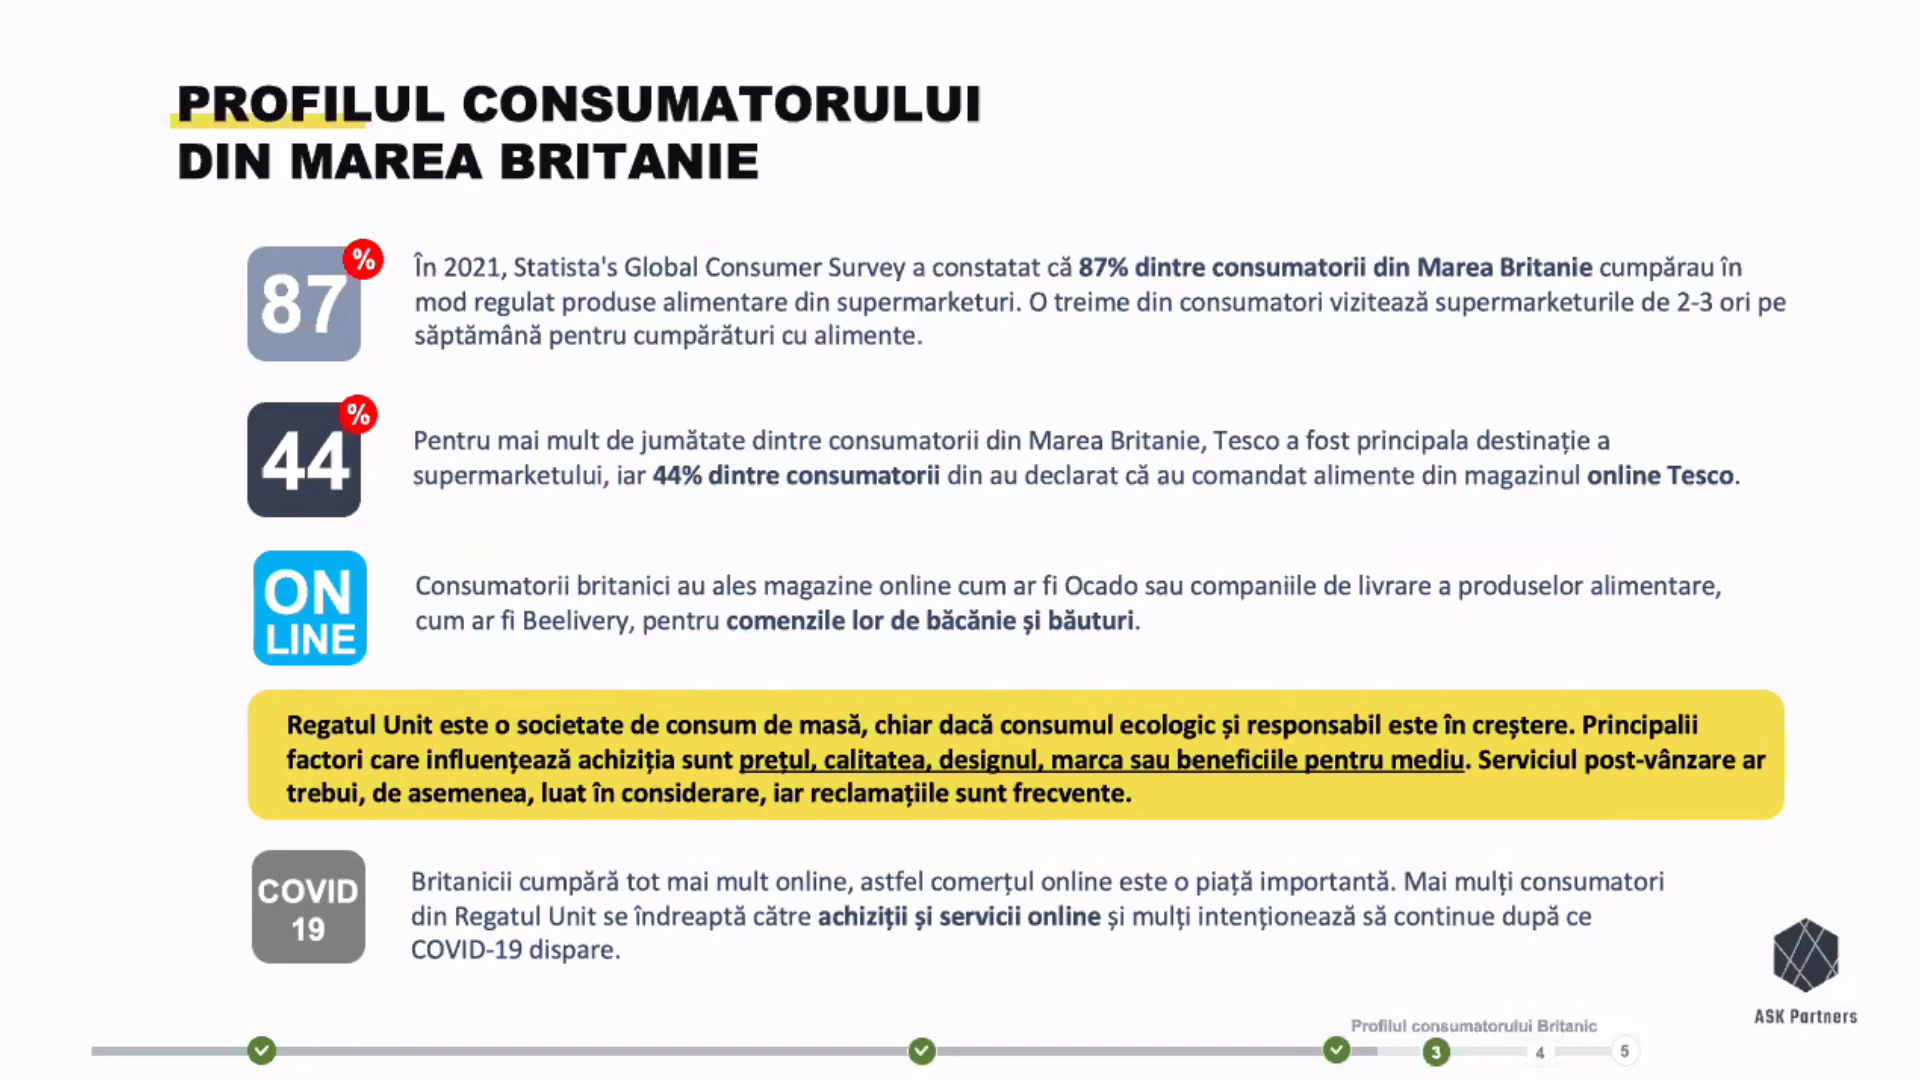 PROFILUL CONSUMATORULUI
DIN MAREA BRITANIE
87 %
În 2021, Statista's Global Consumer Survey a constatat că 87% dintre consumatorii din Marea Britanie cumpărau în
mod regulat produse alimentare din supermarketuri. O treime din consumatori vizitează supermarketurile de 2-3 ori pe
săptămână pentru cumpărături cu alimente.
44 %
Pentru mai mult de jumătate dintre consumatorii din Marea Britanie, Tesco a fost principala destinație a
supermarketului, iar 44% dintre consumatorii din au declarat că au comandat alimente din magazinul online Tesco.
ON
LINE
Consumatorii britanici au ales magazine online cum ar fi Ocado sau companiile de livrare a produselor alimentare,
cum ar fi Beelivery, pentru comenzile lor de băcănie și băuturi.
Regatul Unit este o societate de consum de masă, chiar dacă consumul ecologic și responsabil este în creștere. Principalii
factori care influențează achiziția sunt prețul, calitatea, designul, marca sau beneficiile pentru mediu. Serviciul post-vânzare ar
trebui, de asemenea, luat în considerare, iar reclamațiile sunt frecvente.
COVID
19
Britanicii cumpără tot mai mult online, astfel comerțul online este o piață importantă. Mai mulți consumatori
din Regatul Unit se îndreaptă către achiziții și servicii online și mulți intenționează să continue după ce
COVID-19 dispare.
ASK Partners
Profilul consumatorului Britanic
3 4 5